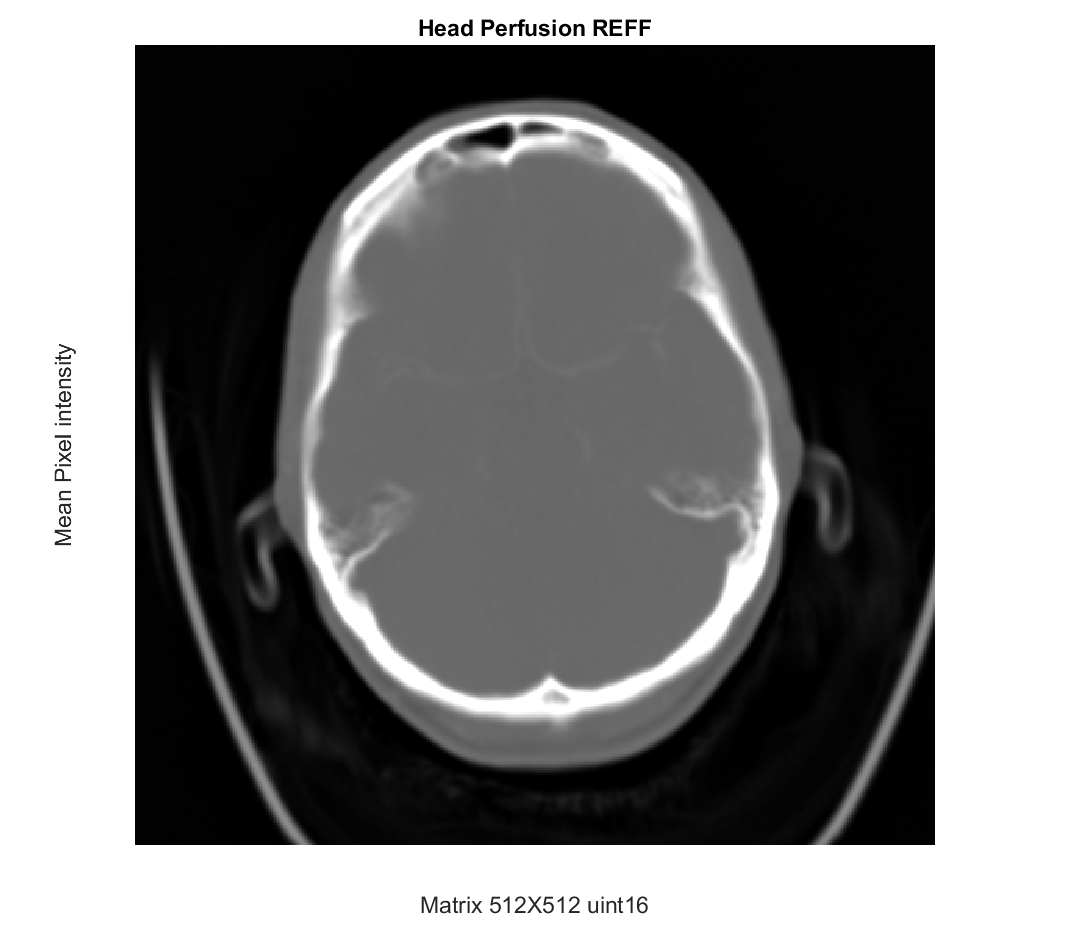 Head Perfusion REFF
Mean Pixel intensity
Matrix 512X512 uint16